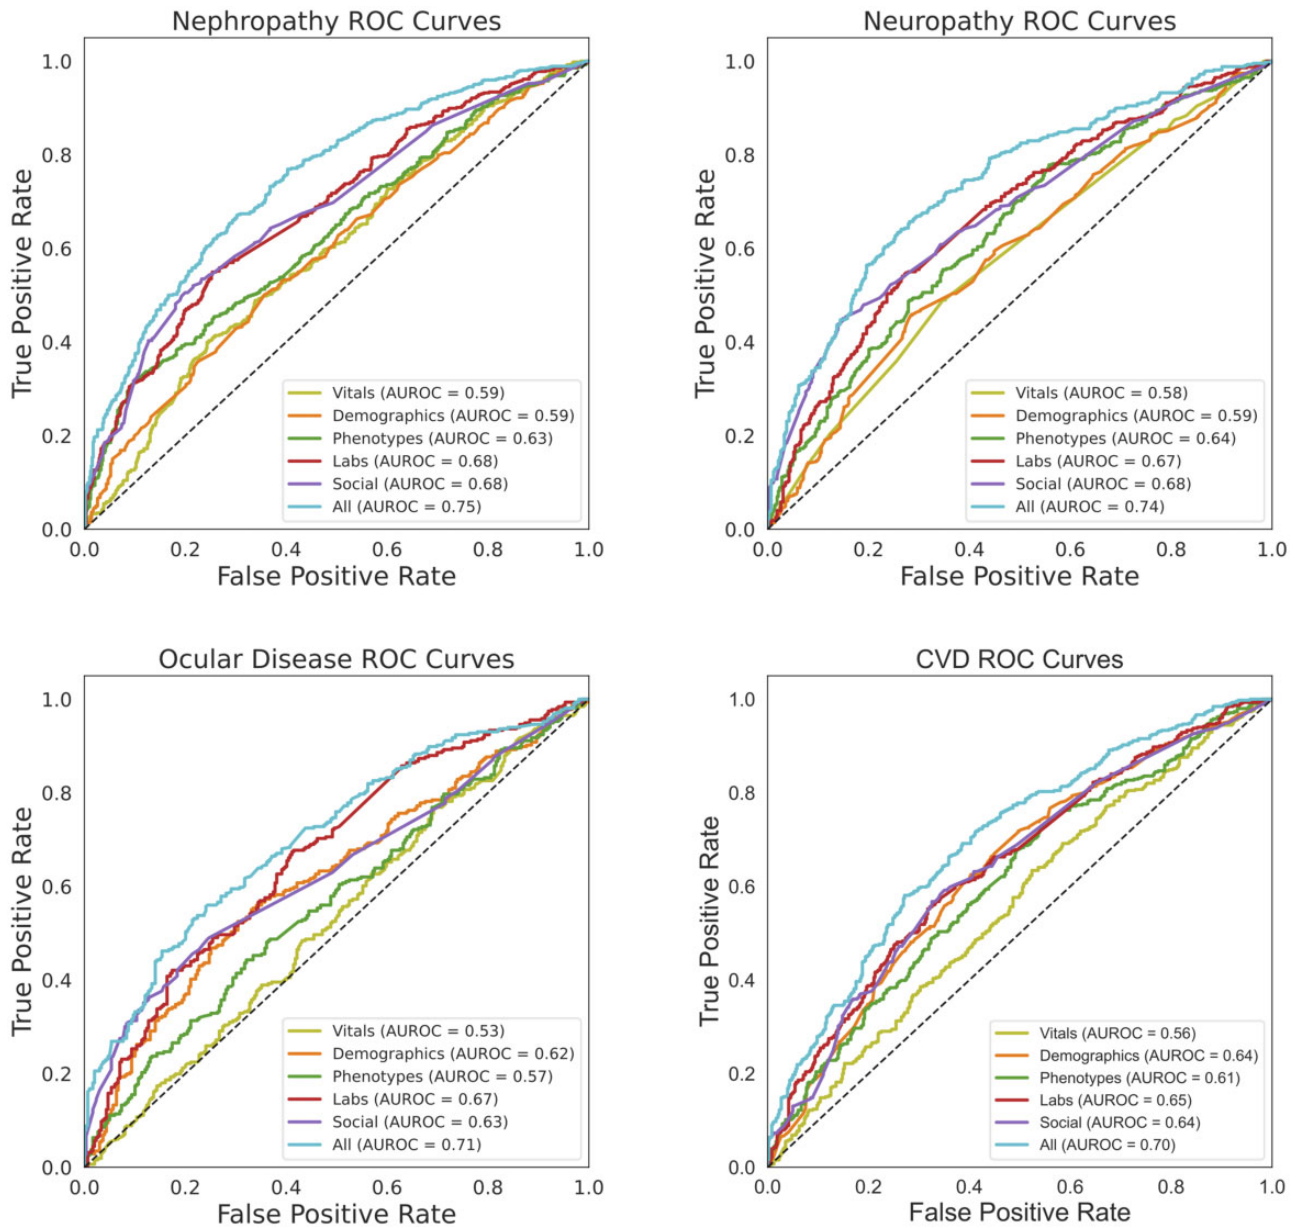 Nephropathy ROC Curves
True Positive Rate
1.0
0.8
0.6
0.4
0.2
0.0
Vitals (AUROC = 0.59)
Demographics (AUROC = 0.59)
Phenotypes (AUROC = 0.63)
Labs (AUROC = 0.68)
Social (AUROC = 0.68)
All (AUROC = 0.75)
0.0 0.2 0.4 0.6 0.8 1.0
False Positive Rate
Neuropathy ROC Curves
True Positive Rate
1.0
0.8
0.6
0.4
0.2
0.0
Vitals (AUROC = 0.58)
Demographics (AUROC = 0.59)
Phenotypes (AUROC = 0.64)
Labs (AUROC = 0.67)
Social (AUROC = 0.68)
All (AUROC = 0.74)
0.0 0.2 0.4 0.6 0.8 1.0
False Positive Rate
Ocular Disease ROC Curves
True Positive Rate
1.0
0.8
0.6
0.4
0.2
0.0
Vitals (AUROC = 0.53)
Demographics (AUROC = 0.62)
Phenotypes (AUROC = 0.57)
Labs (AUROC = 0.67)
Social (AUROC = 0.63)
All (AUROC = 0.71)
0.0 0.2 0.4 0.6 0.8 1.0
False Positive Rate
CVD ROC Curves
True Positive Rate
1.0
0.8
0.6
0.4
0.2
0.0
Vitals (AUROC = 0.56)
Demographics (AUROC = 0.64)
Phenotypes (AUROC = 0.61)
Labs (AUROC = 0.65)
Social (AUROC = 0.64)
All (AUROC = 0.70)
0.0 0.2 0.4 0.6 0.8 1.0
False Positive Rate